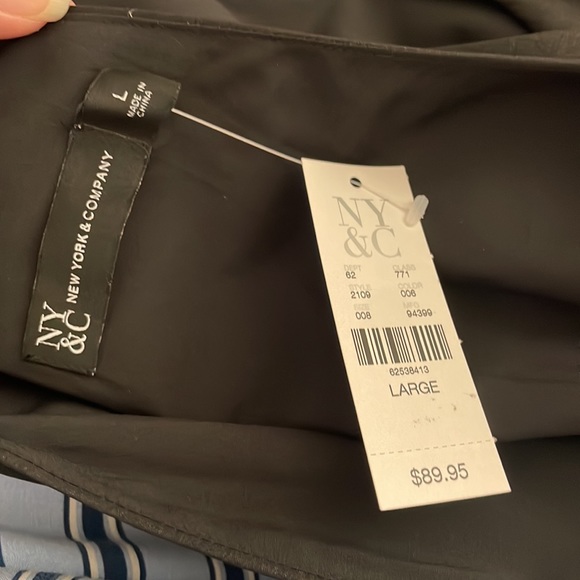 L
MADE IN
CHINA
NY
&C NEW YORK & COMPANY
NY
&C
DEPT CLASS
62 771
STYLE COLOR
2109 006
SIZE MFG
008 94399
62538413
LARGE
$89.95